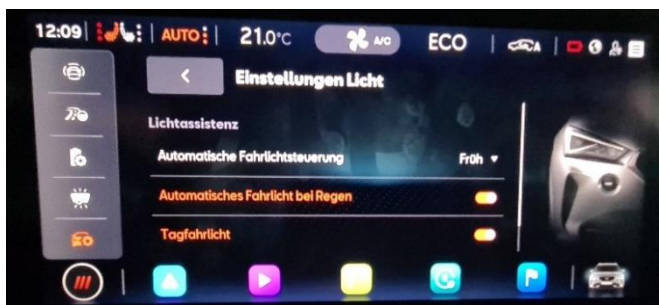 12:09 AUTO 21.0°C A/C ECO A
Einstellungen Licht
Lichtassistenz
Automatische Fahrlichtsteuerung Früh
Automatisches Fahrlicht bei Regen
Tagfahrlicht